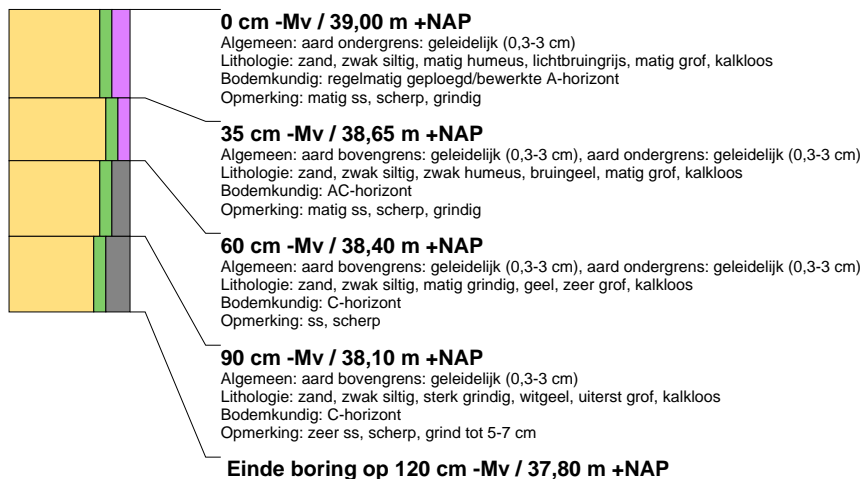 0 cm -Mv / 39,00 m +NAP
Algemeen: aard ondergrens: geleidelijk (0,3-3 cm)
Lithologie: zand, zwak siltig, matig humeus, lichtbruingrijs, matig grof, kalkloos
Bodemkundig: regelmatig geploegd/bewerkte A-horizont
Opmerking: matig ss, scherp, grindig
35 cm -Mv / 38,65 m +NAP
Algemeen: aard bovengrens: geleidelijk (0,3-3 cm), aard ondergrens: geleidelijk (0,3-3 cm)
Lithologie: zand, zwak siltig, zwak humeus, bruingeel, matig grof, kalkloos
Bodemkundig: AC-horizont
Opmerking: matig ss, scherp, grindig
60 cm -Mv / 38,40 m +NAP
Algemeen: aard bovengrens: geleidelijk (0,3-3 cm), aard ondergrens: geleidelijk (0,3-3 cm)
Lithologie: zand, zwak siltig, matig grindig, geel, zeer grof, kalkloos
Bodemkundig: C-horizont
Opmerking: ss, scherp
90 cm -Mv / 38,10 m +NAP
Algemeen: aard bovengrens: geleidelijk (0,3-3 cm)
Lithologie: zand, zwak siltig, sterk grindig, witgeel, uiterst grof, kalkloos
Bodemkundig: C-horizont
Opmerking: zeer ss, scherp, grind tot 5-7 cm
Einde boring op 120 cm -Mv / 37,80 m +NAP